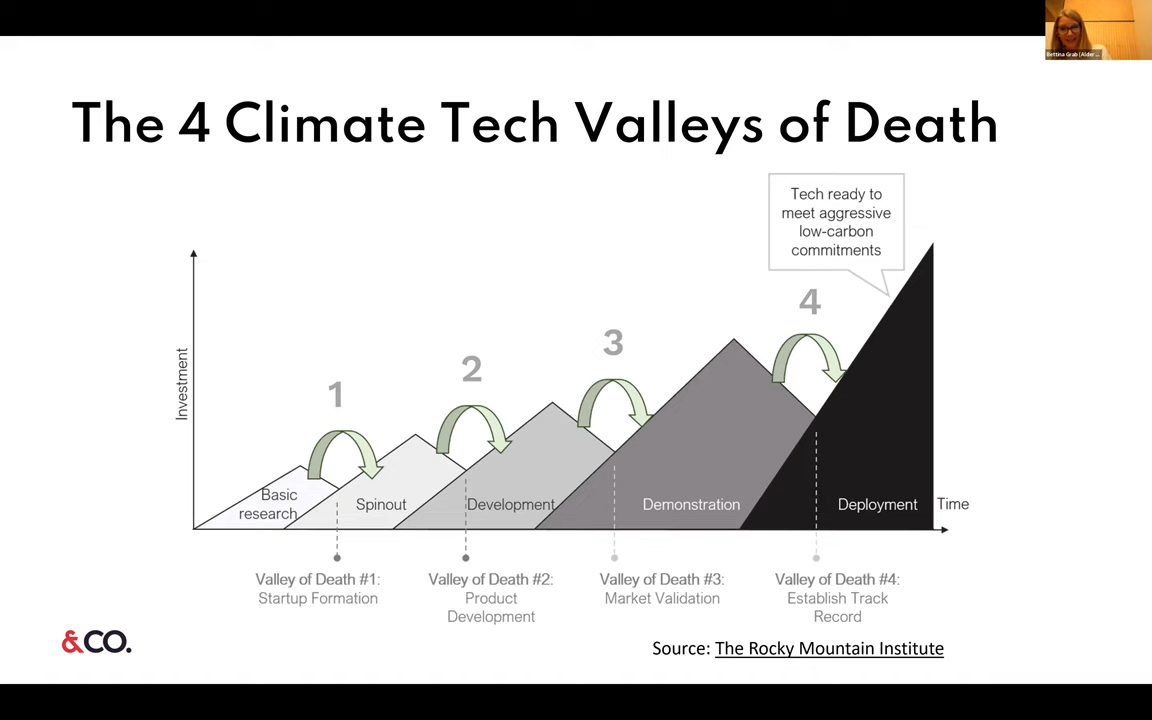 Bettina Grab (Alder ...
The 4 Climate Tech Valleys of Death
Tech ready to
meet aggressive
low-carbon
commitments
Investment
1
2
3
4
Basic
research
Spinout
Development
Demonstration
Deployment
Time
Valley of Death #1:
Startup Formation
Valley of Death #2:
Product
Development
Valley of Death #3:
Market Validation
Valley of Death #4:
Establish Track
Record
&CO.
Source: The Rocky Mountain Institute